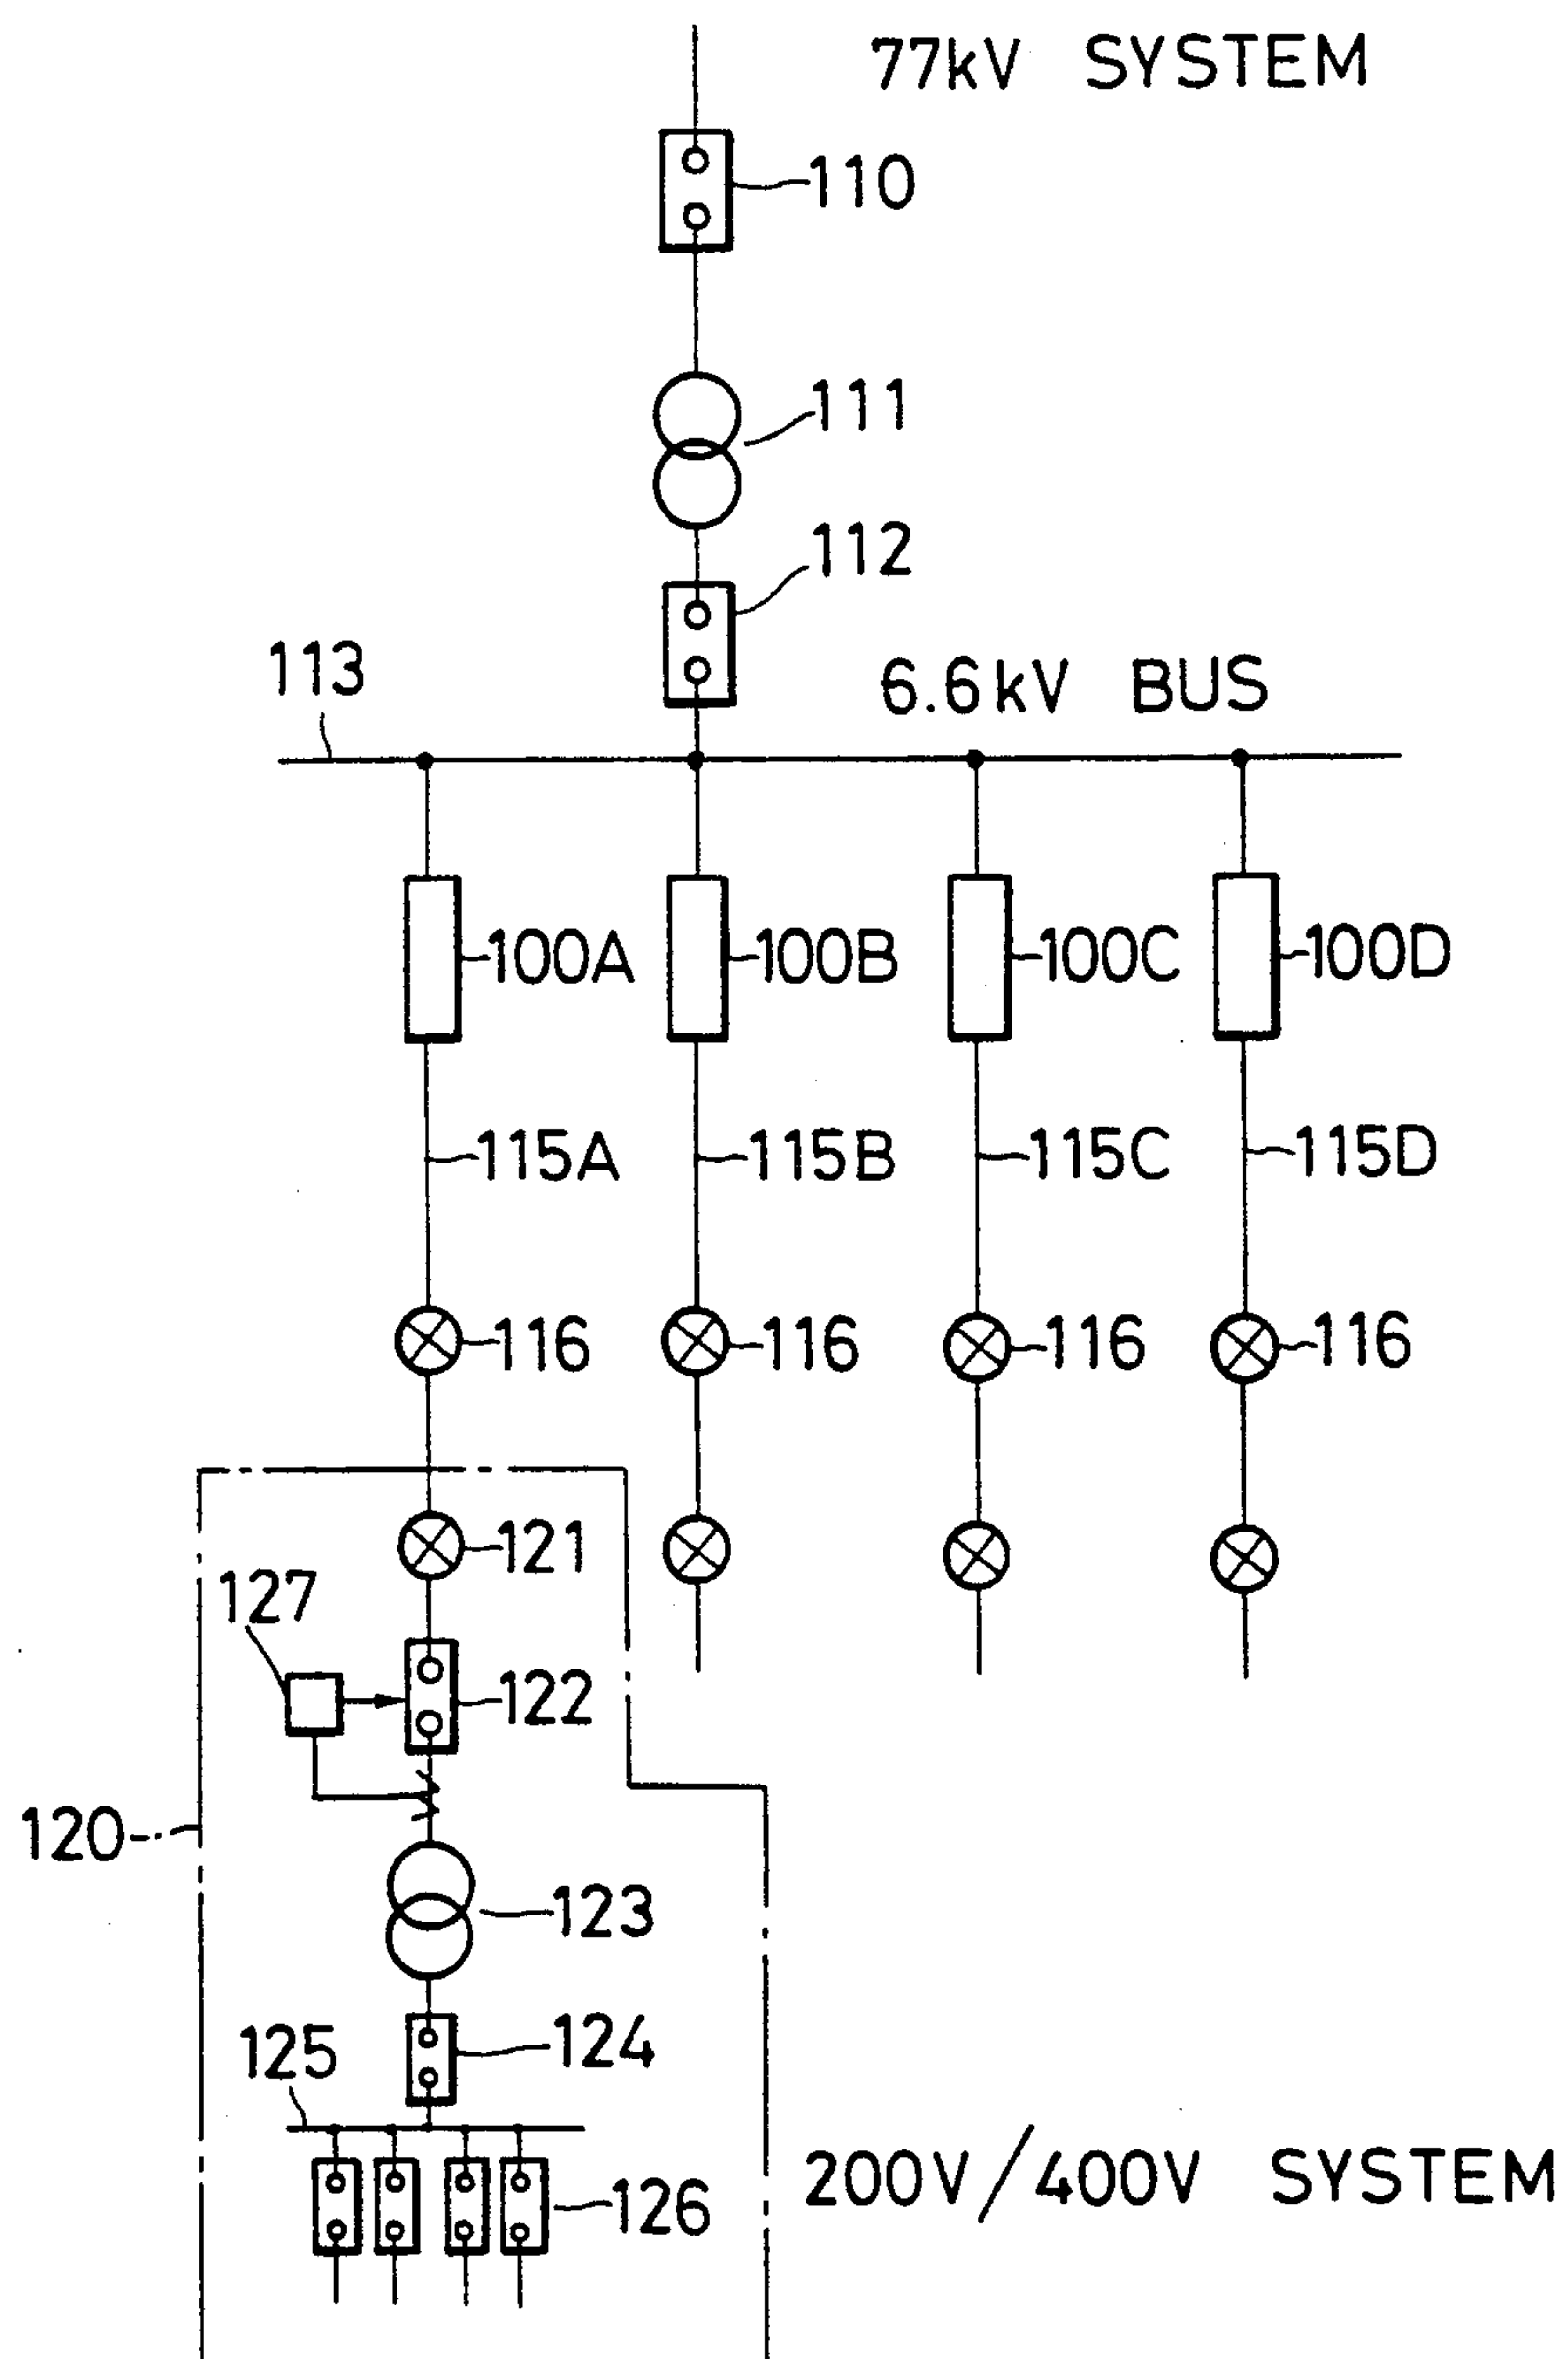 77kV SYSTEM
110
111
112
113
6.6kV BUS
100A
100B
100C
100D
115A
115B
115C
115D
116
116
116
116
121
127
122
120
123
124
125
200V/400V SYSTEM
126